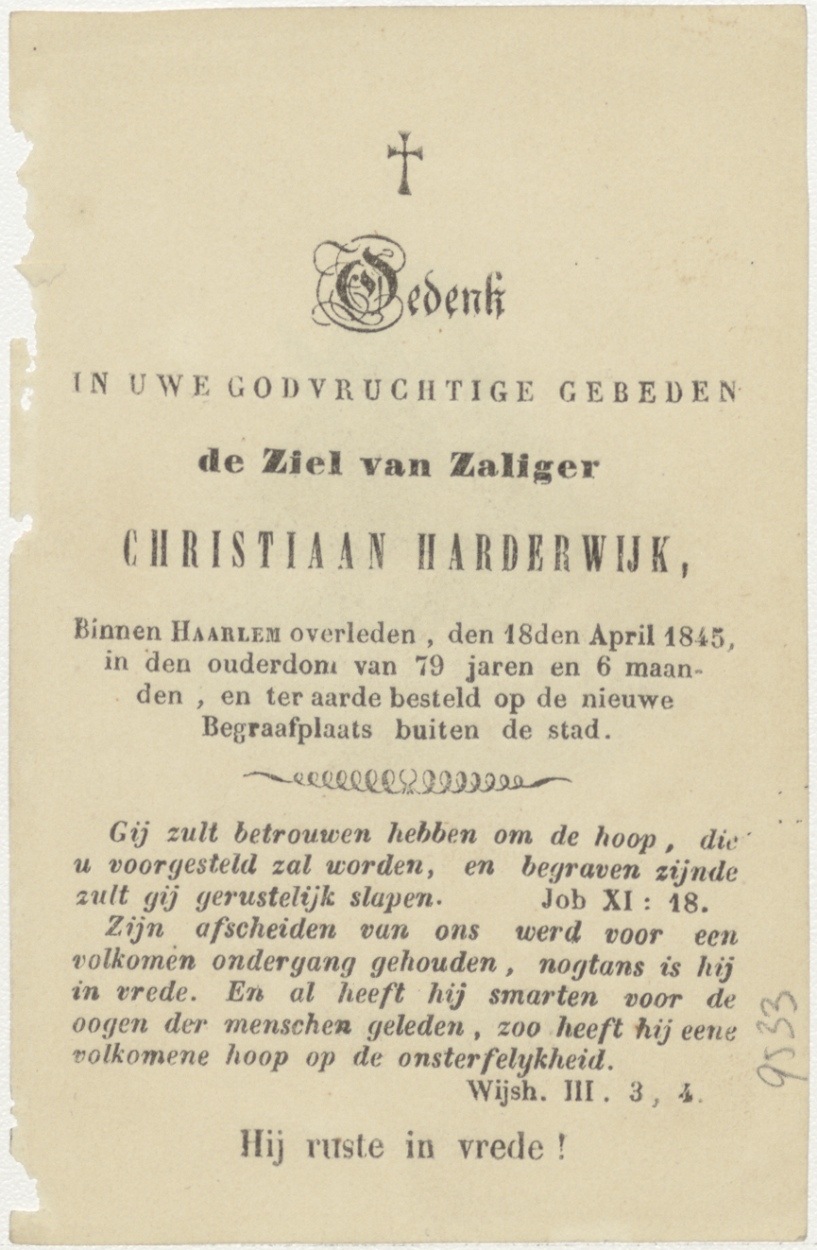 Gedenk
IN UWE GODVRUCHTIGE GEBEDEN
de Ziel van Zaliger
CHRISTIAAN HARDERWIJK,
Binnen HAARLEM overleden , den 18den April 1845,
in den ouderdom van 79 jaren en 6 maan-
den , en ter aarde besteld op de nieuwe
Begraafplaats buiten de stad.
Gij zult betrouwen hebben om de hoop , die
u voorgesteld zal worden, en begraven zijnde
zult gij gerustelijk slapen. Job XI : 18.
Zijn afscheiden van ons werd voor een
volkomen ondergang gehouden , nogtans is hij
in vrede. En al heeft hij smarten voor de
oogen der menschen geleden , zoo heeft hij eene
volkomene hoop op de onsterfelykheid.
Wijsh. III . 3 , 4.
Hij ruste in vrede !
9533